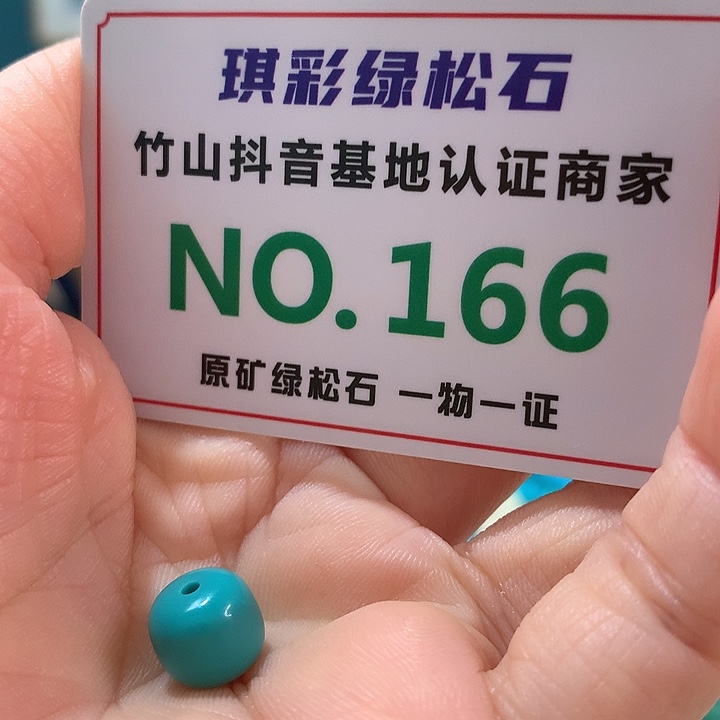 琪彩绿松石
竹山抖音基地认证商家
NO.166
原矿绿松石 一物一证